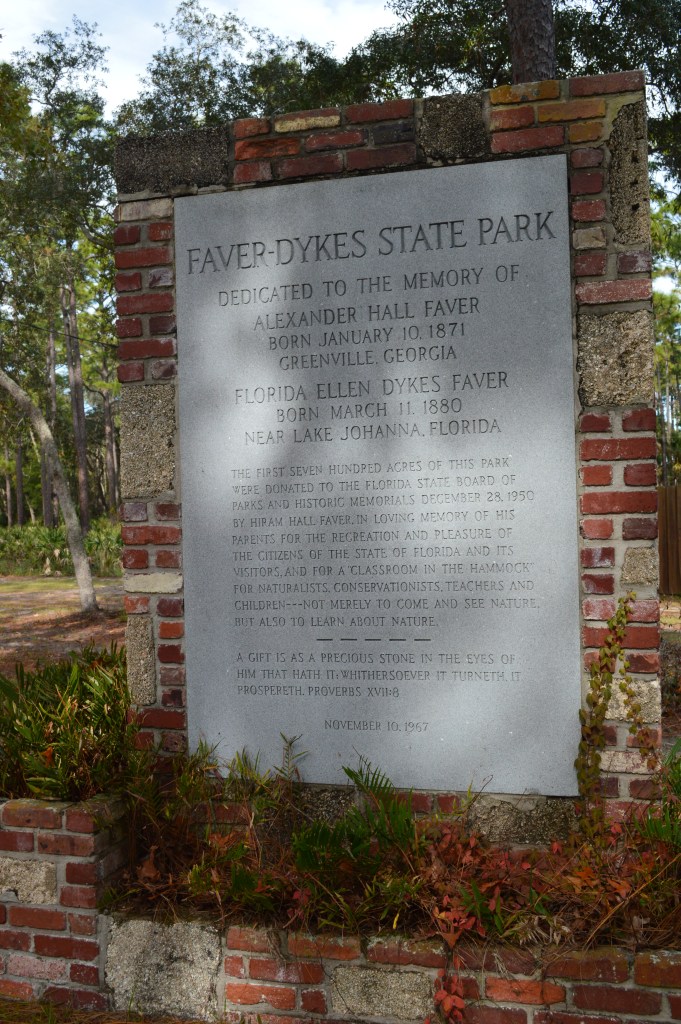 FAVER-DYKES STATE PARK
DEDICATED TO THE MEMORY OF
ALEXANDER HALL FAVER
BORN JANUARY 10, 1871
GREENVILLE, GEORGIA
FLORIDA ELLEN DYKES FAVER
BORN MARCH 11, 1880
NEAR LAKE JOHANNA, FLORIDA
THE FIRST SEVEN HUNDRED ACRES OF THIS PARK
WERE DONATED TO THE FLORIDA STATE BOARD OF
PARKS AND HISTORIC MEMORIALS DECEMBER 28, 1950
BY HIRAM HALL FAVER, IN LOVING MEMORY OF HIS
PARENTS FOR THE RECREATION AND PLEASURE OF
THE CITIZENS OF THE STATE OF FLORIDA AND ITS
VISITORS, AND FOR A "CLASSROOM IN THE HAMMOCK"
FOR NATURALISTS, CONSERVATIONISTS, TEACHERS AND
CHILDREN---NOT MERELY TO COME AND SEE NATURE,
BUT ALSO TO LEARN ABOUT NATURE.
— — — — —
A GIFT IS AS A PRECIOUS STONE IN THE EYES OF
HIM THAT HATH IT: WHITHERSOEVER IT TURNETH, IT
PROSPERETH. PROVERBS XVII:8
NOVEMBER 10, 1967